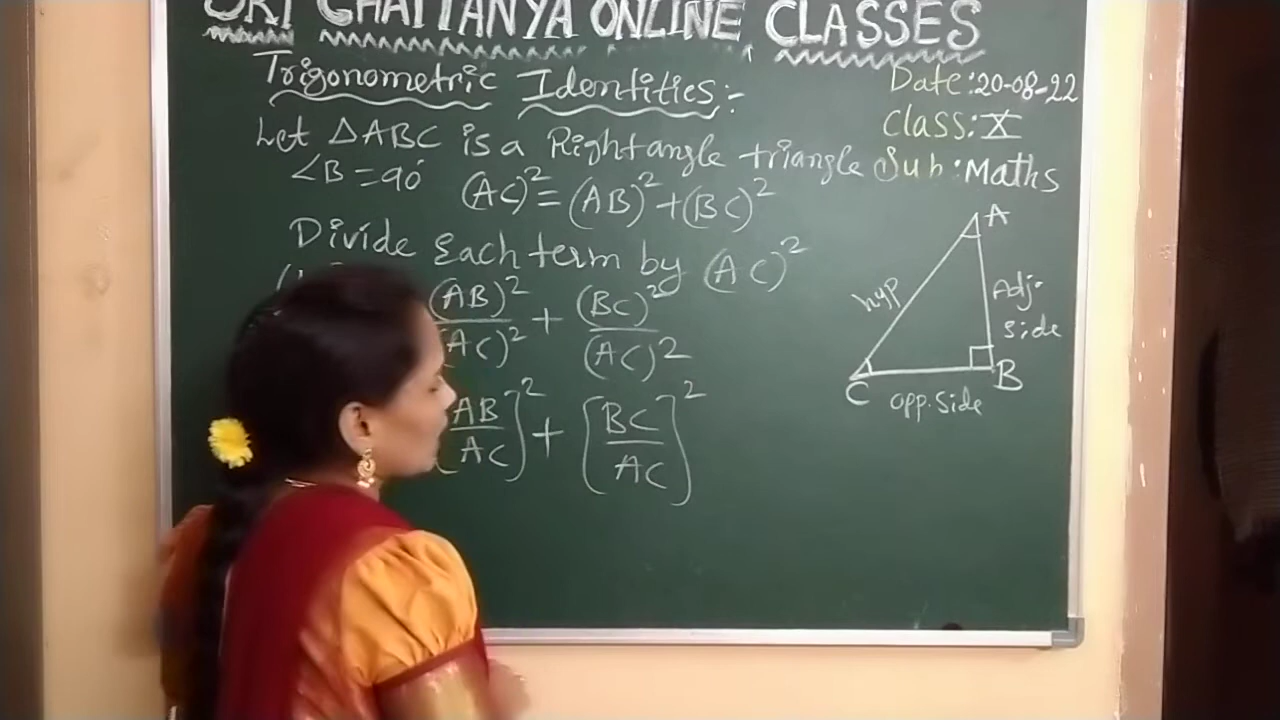 SRI CHAITANYA ONLINE CLASSES
Trigonometric Identities:-
Date:20-08-22
Class:X
Sub:Maths
Let △ABC is a Rightangle triangle
∠B=90° (AC)²=(AB)²+(BC)²
Divide Each term by (AC)²
(AB)²/(AC)² + (BC)²/(AC)²
[AB/AC]² + [BC/AC]²
A
hyp
Adj.
Side
C
B
opp.side